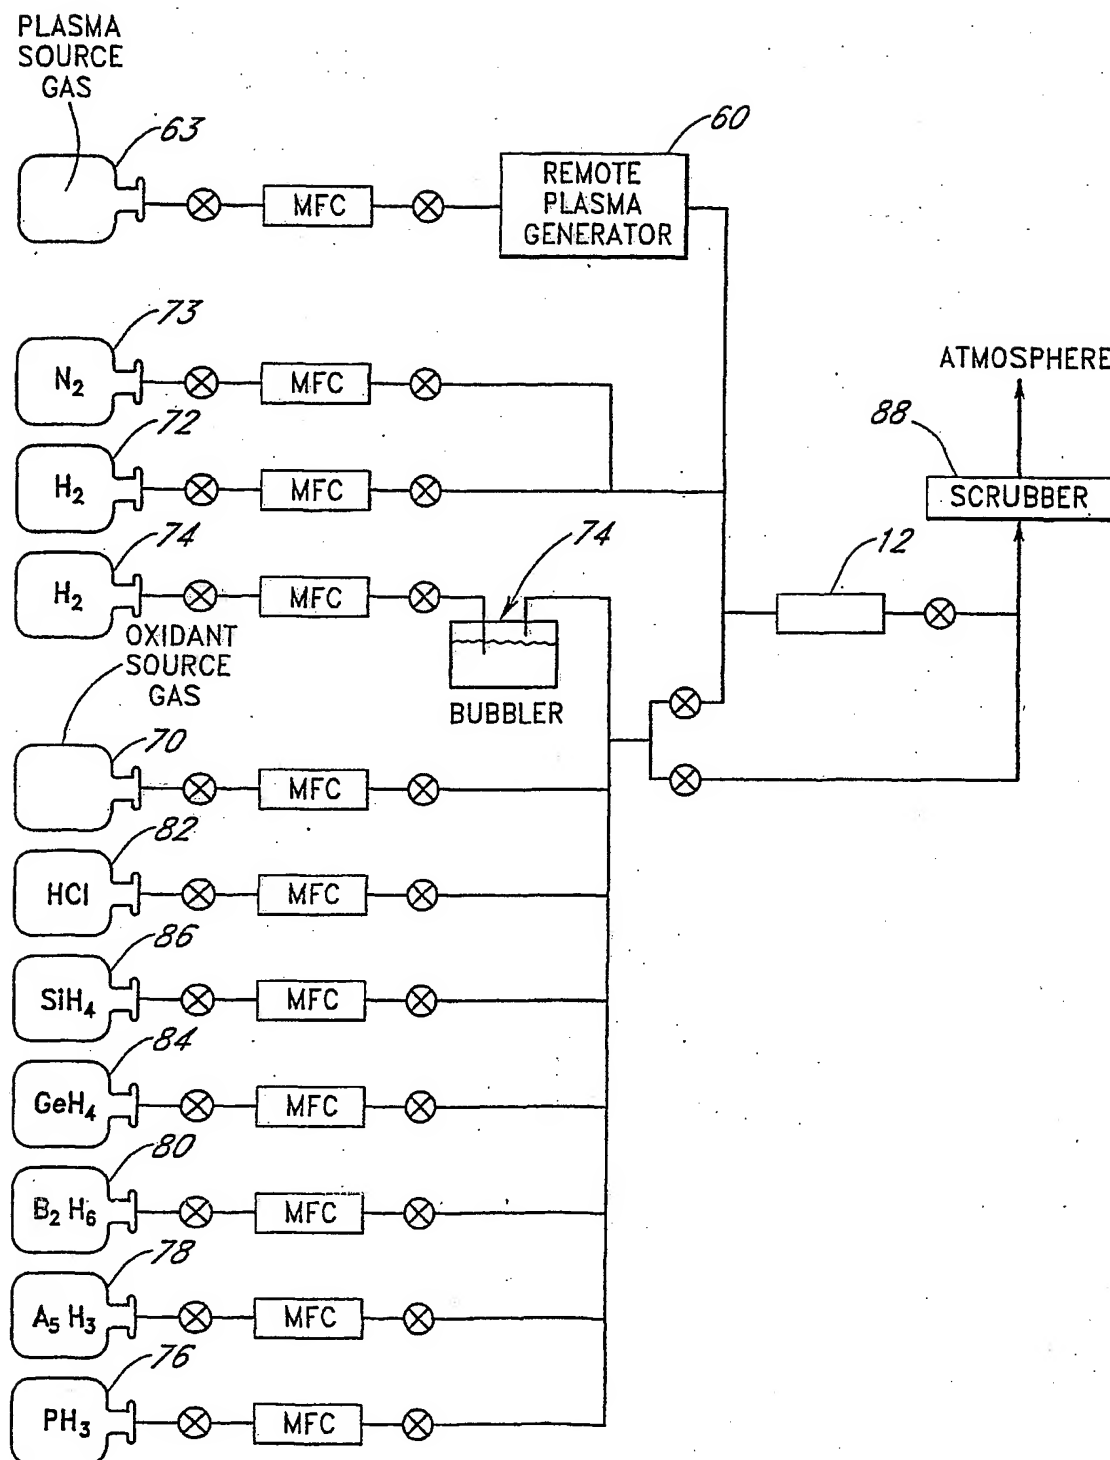 PLASMA
SOURCE
GAS
63
MFC
60
REMOTE
PLASMA
GENERATOR
73
N2
MFC
72
H2
MFC
74
H2
MFC
74
BUBBLER
OXIDANT
SOURCE
GAS
70
MFC
82
HCl
MFC
86
SiH4
MFC
84
GeH4
MFC
80
B2 H6
MFC
78
A5 H3
MFC
76
PH3
MFC
12
ATMOSPHERE
88
SCRUBBER